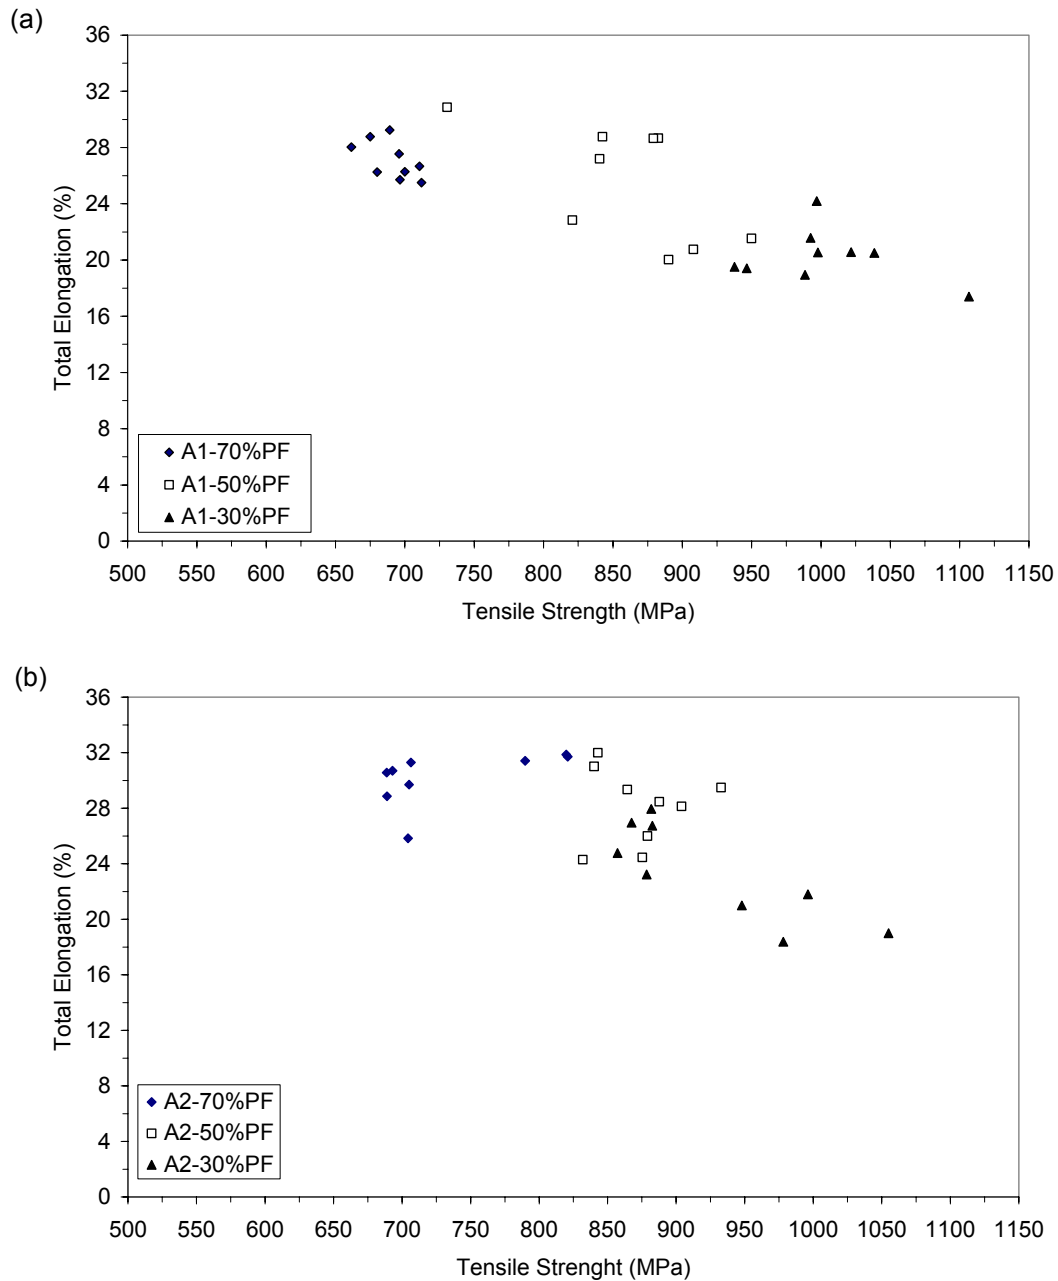 (a)
36
32
28
24
20
16
12
8
4
0
Total Elongation (%)
A1-70%PF
A1-50%PF
A1-30%PF
500 550 600 650 700 750 800 850 900 950 1000 1050 1100 1150
Tensile Strength (MPa)
(b)
36
32
28
24
20
16
12
8
4
0
Total Elongation (%)
A2-70%PF
A2-50%PF
A2-30%PF
500 550 600 650 700 750 800 850 900 950 1000 1050 1100 1150
Tensile Strenght (MPa)